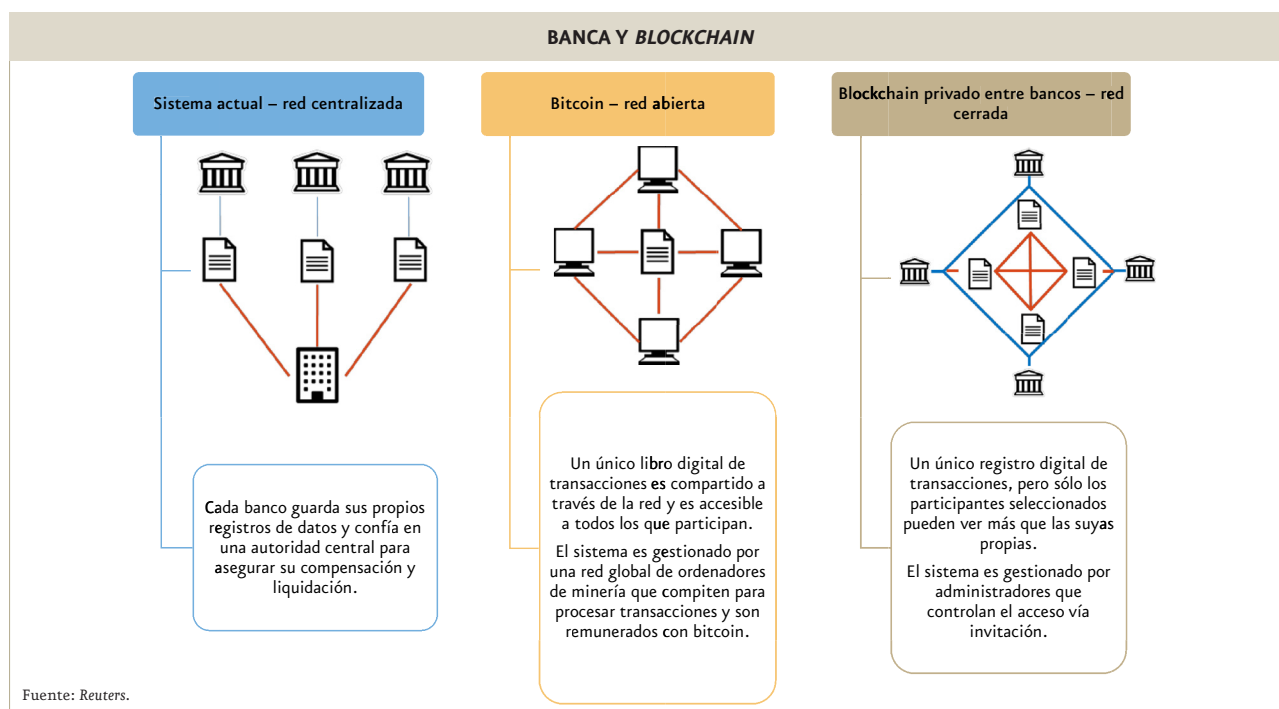 BANCA Y BLOCKCHAIN
Sistema actual – red centralizada
Cada banco guarda sus propios
registros de datos y confía en
una autoridad central para
asegurar su compensación y
liquidación.
Bitcoin – red abierta
Un único libro digital de
transacciones es compartido a
través de la red y es accesible
a todos los que participan.
El sistema es gestionado por
una red global de ordenadores
de minería que compiten para
procesar transacciones y son
remunerados con bitcoin.
Blockchain privado entre bancos – red
cerrada
Un único registro digital de
transacciones, pero sólo los
participantes seleccionados
pueden ver más que las suyas
propias.
El sistema es gestionado por
administradores que
controlan el acceso vía
invitación.
Fuente: Reuters.